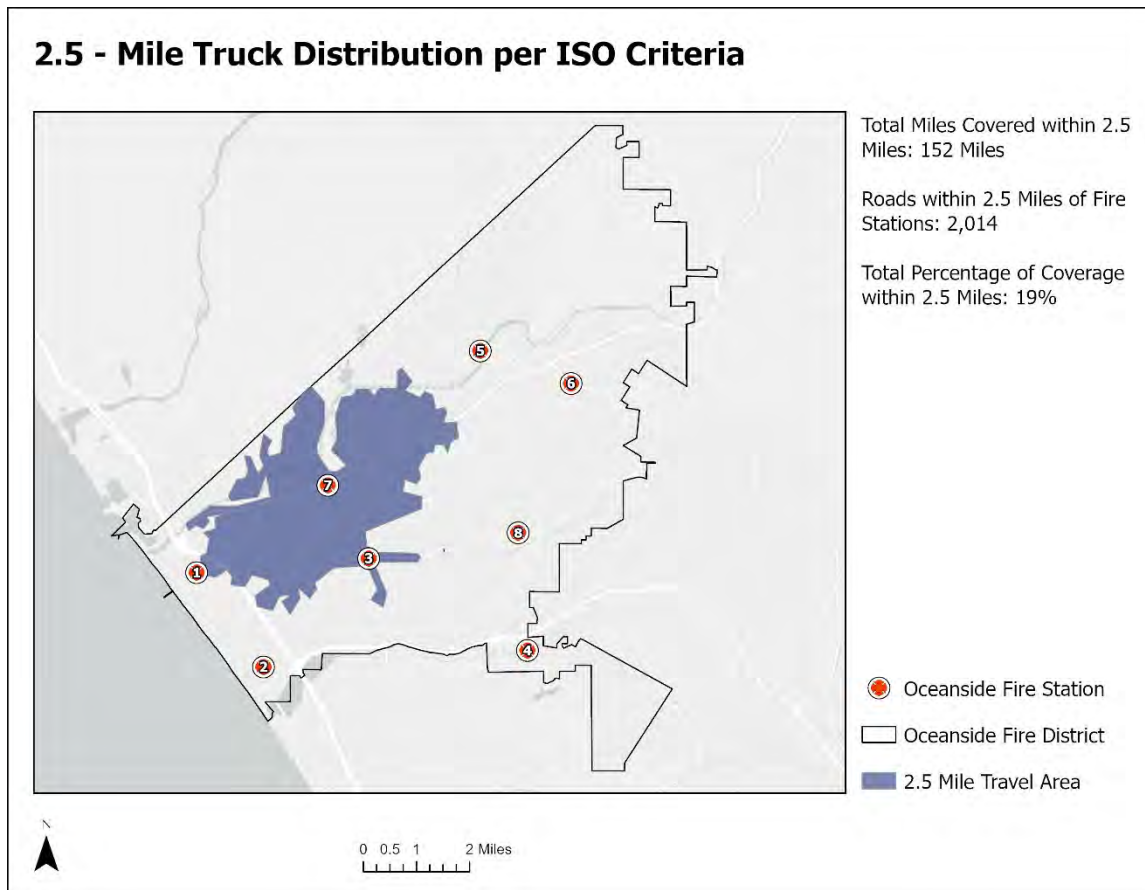 2.5 - Mile Truck Distribution per ISO Criteria
Total Miles Covered within 2.5
Miles: 152 Miles
Roads within 2.5 Miles of Fire
Stations: 2,014
Total Percentage of Coverage
within 2.5 Miles: 19%
5
6
7
8
3
1
4
2
Oceanside Fire Station
Oceanside Fire District
2.5 Mile Travel Area
N
0 0.5 1 2 Miles